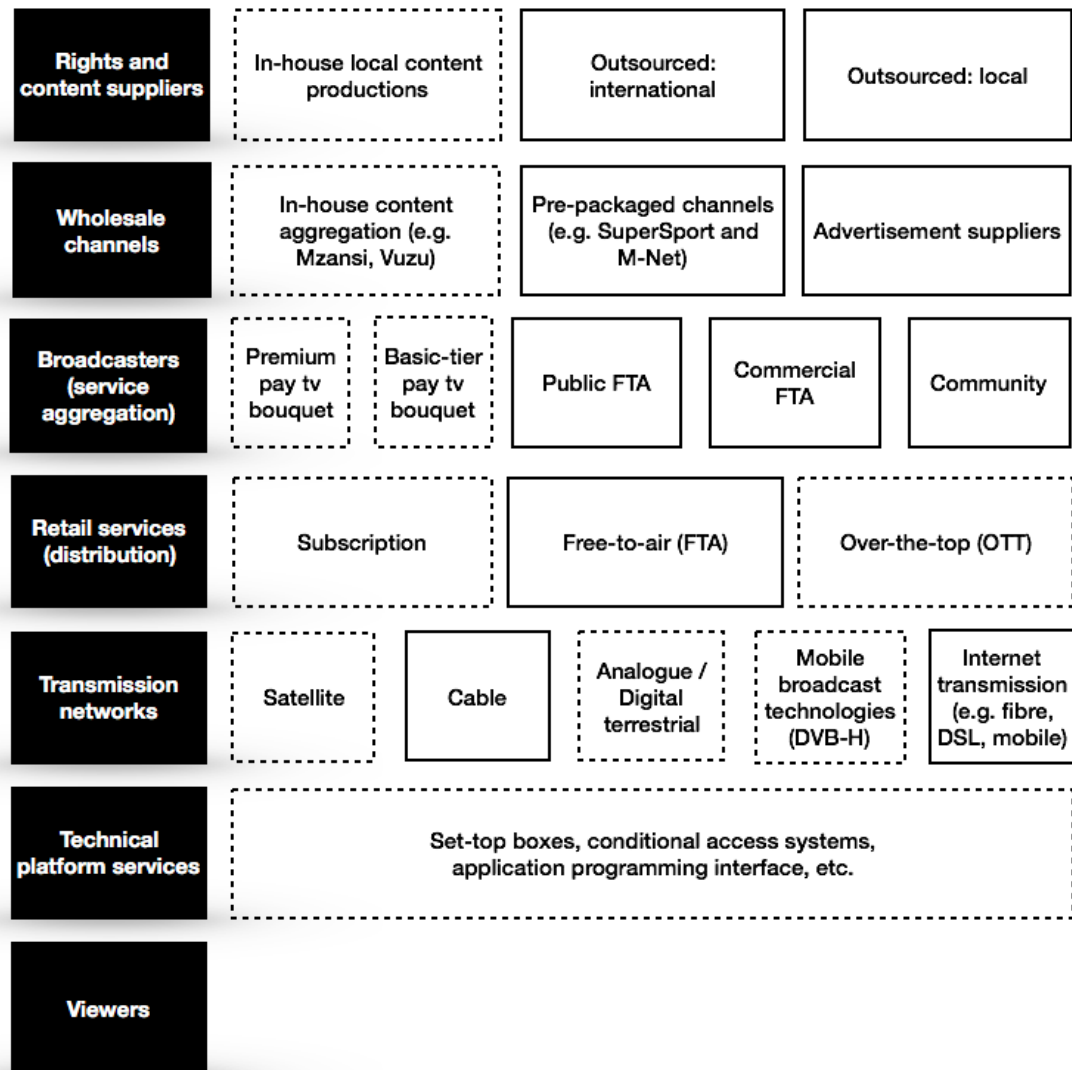 Rights and
content suppliers
In-house local content
productions
Outsourced:
international
Outsourced: local
Wholesale
channels
In-house content
aggregation (e.g.
Mzansi, Vuzu)
Pre-packaged channels
(e.g. SuperSport and
M-Net)
Advertisement suppliers
Broadcasters
(service
aggregation)
Premium
pay tv
bouquet
Basic-tier
pay tv
bouquet
Public FTA
Commercial
FTA
Community
Retail services
(distribution)
Subscription
Free-to-air (FTA)
Over-the-top (OTT)
Transmission
networks
Satellite
Cable
Analogue /
Digital
terrestrial
Mobile
broadcast
technologies
(DVB-H)
Internet
transmission
(e.g. fibre,
DSL, mobile)
Technical
platform services
Set-top boxes, conditional access systems,
application programming interface, etc.
Viewers